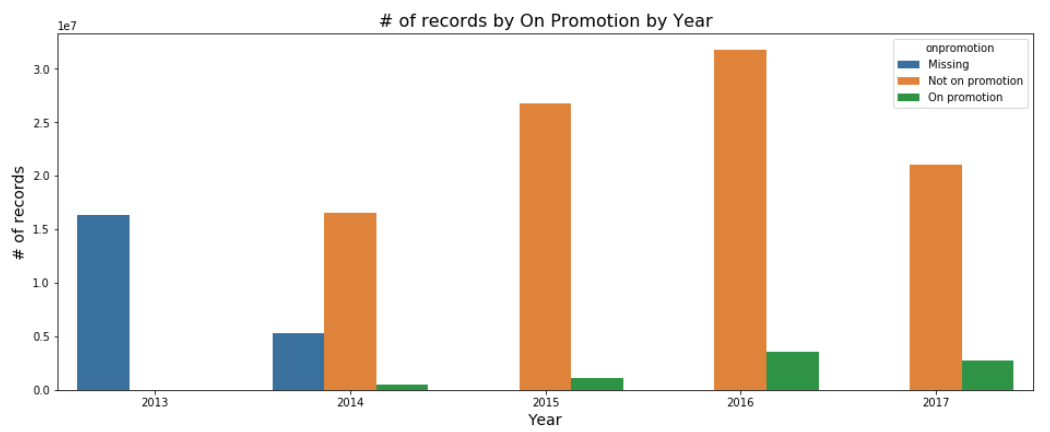 # of records by On Promotion by Year
1e7
3.0
2.5
2.0
1.5
1.0
0.5
0.0
# of records
onpromotion
Missing
Not on promotion
On promotion
2013 2014 2015 2016 2017
Year